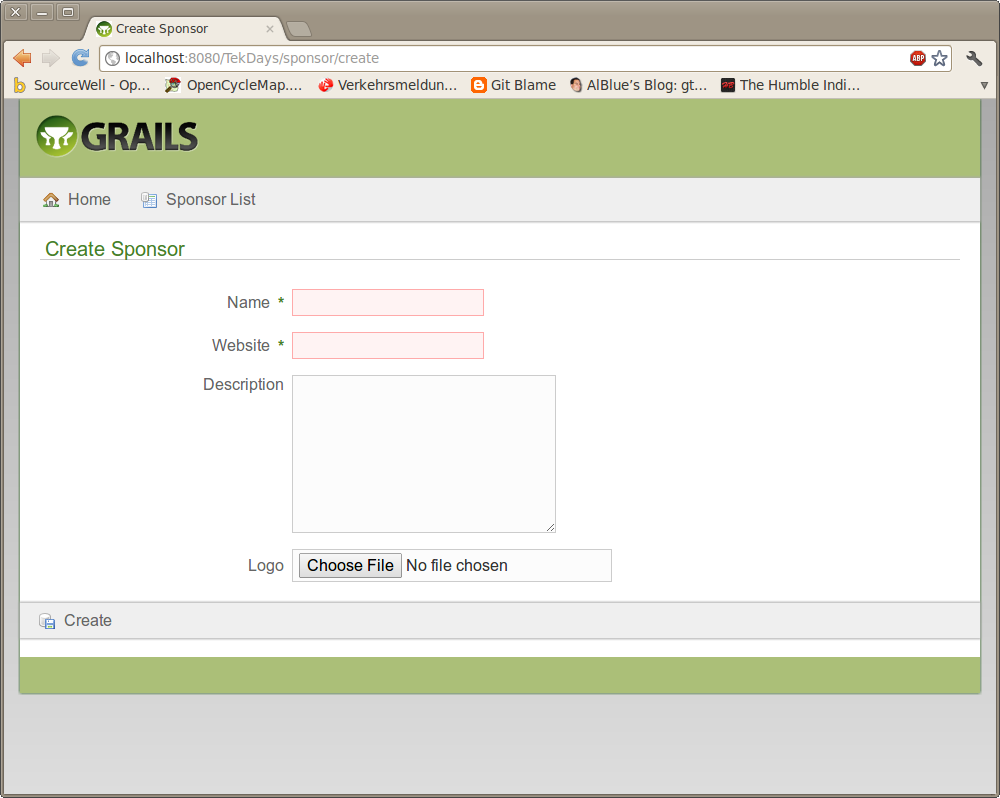 Create Sponsor
localhost:8080/TekDays/sponsor/create
ABP
SourceWell - Op... OpenCycleMap.... Verkehrsmeldun... Git Blame AlBlue's Blog: gt... The Humble Indi...
GRAILS
Home Sponsor List
Create Sponsor
Name *
Website *
Description
Logo Choose File No file chosen
Create